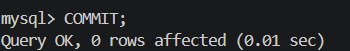 mysql> COMMIT;
Query OK, 0 rows affected (0.01 sec)